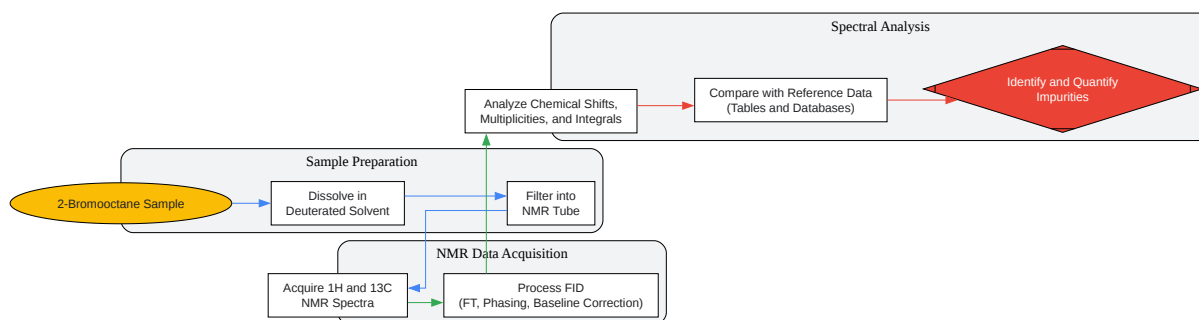 Spectral Analysis
Analyze Chemical Shifts,
Multiplicities, and Integrals
Compare with Reference Data
(Tables and Databases)
Identify and Quantify
Impurities
Sample Preparation
2-Bromooctane Sample
Dissolve in
Deuterated Solvent
Filter into
NMR Tube
NMR Data Acquisition
Acquire 1H and 13C
NMR Spectra
Process FID
(FT, Phasing, Baseline Correction)